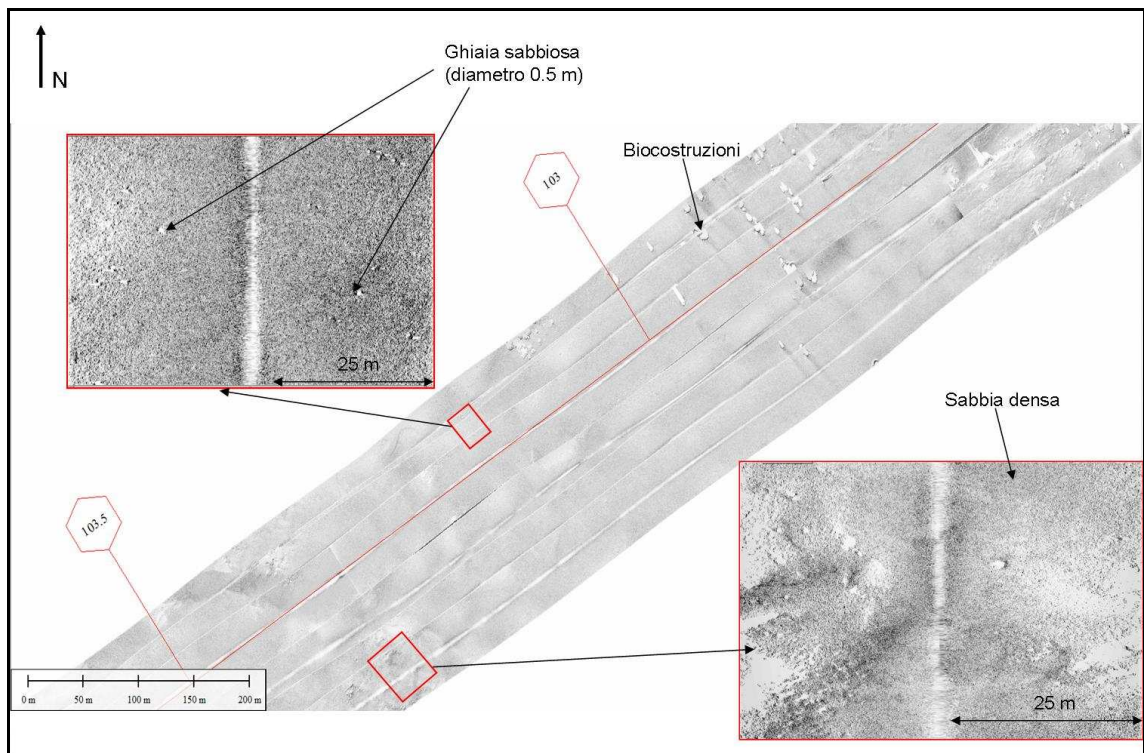 N
Ghiaia sabbiosa
(diametro 0.5 m)
Biocostruzioni
103
25 m
Sabbia densa
103.5
25 m
0 m 50 m 100 m 150 m 200 m